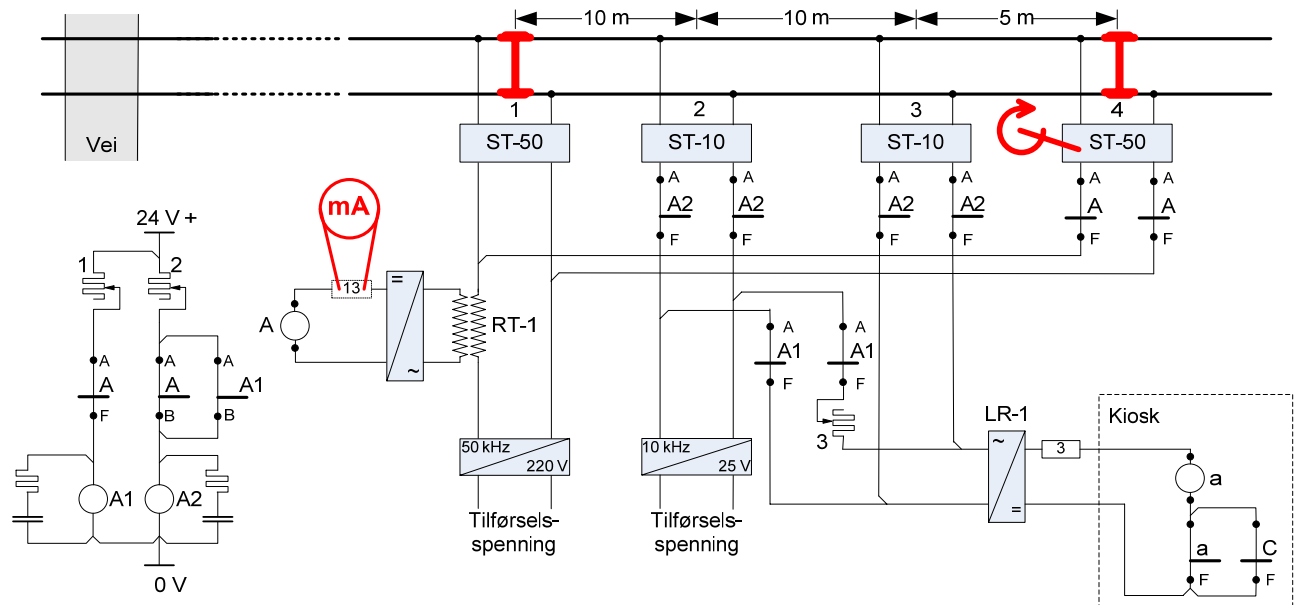 10 m 10 m 5 m
1 2 3 4
Vei
ST-50 ST-10 ST-10 ST-50
A A A A A A
A2 A2 A2 A2 A A
F F F F F F
mA
24 V +
1 2
13
A
RT-1
= ~
A A A
A A A1
F B B
A A
A1 A1
F F
3
LR-1
~ =
3
Kiosk
a
a C
F F
50 kHz 220 V
10 kHz 25 V
A1 A2
Tilførsels-
spenning
Tilførsels-
spenning
0 V